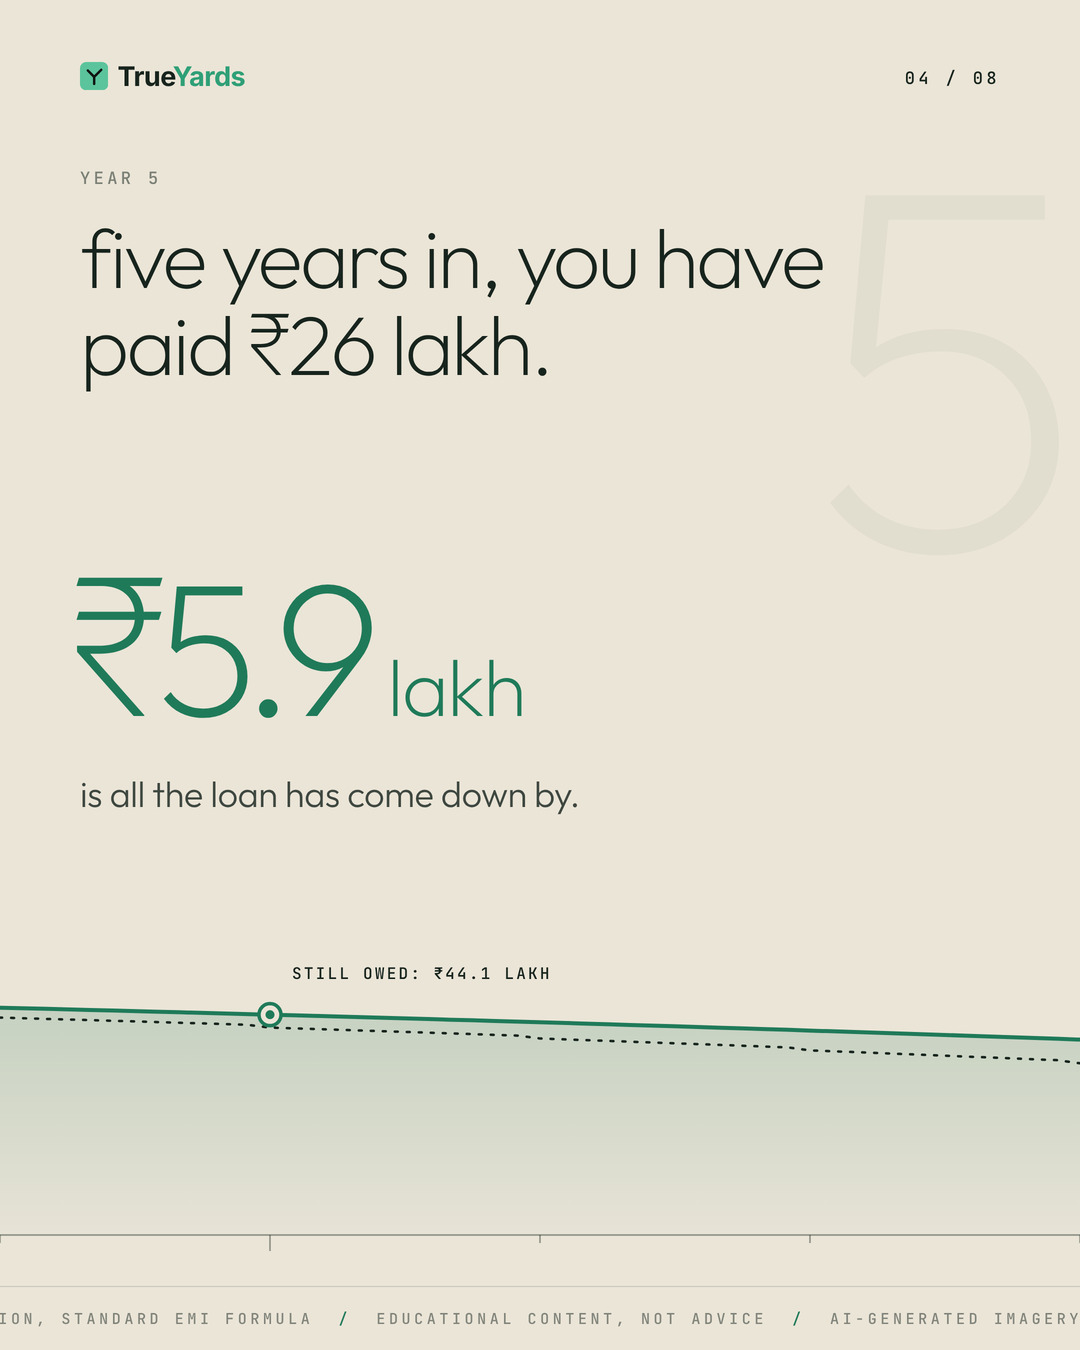 TrueYards
04 / 08
YEAR 5
5
five years in, you have
paid ₹26 lakh.
₹5.9 lakh
is all the loan has come down by.
STILL OWED: ₹44.1 LAKH
ION, STANDARD EMI FORMULA / EDUCATIONAL CONTENT, NOT ADVICE / AI-GENERATED IMAGERY